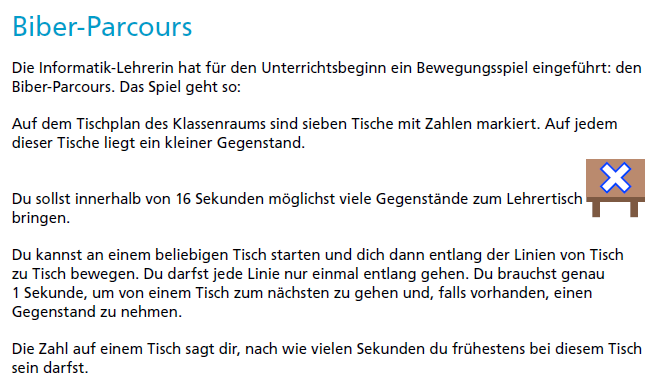 Biber-Parcours
Die Informatik-Lehrerin hat für den Unterrichtsbeginn ein Bewegungsspiel eingeführt: den
Biber-Parcours. Das Spiel geht so:
Auf dem Tischplan des Klassenraums sind sieben Tische mit Zahlen markiert. Auf jedem
dieser Tische liegt ein kleiner Gegenstand.
Du sollst innerhalb von 16 Sekunden möglichst viele Gegenstände zum Lehrertisch
bringen.
Du kannst an einem beliebigen Tisch starten und dich dann entlang der Linien von Tisch
zu Tisch bewegen. Du darfst jede Linie nur einmal entlang gehen. Du brauchst genau
1 Sekunde, um von einem Tisch zum nächsten zu gehen und, falls vorhanden, einen
Gegenstand zu nehmen.
Die Zahl auf einem Tisch sagt dir, nach wie vielen Sekunden du frühestens bei diesem Tisch
sein darfst.